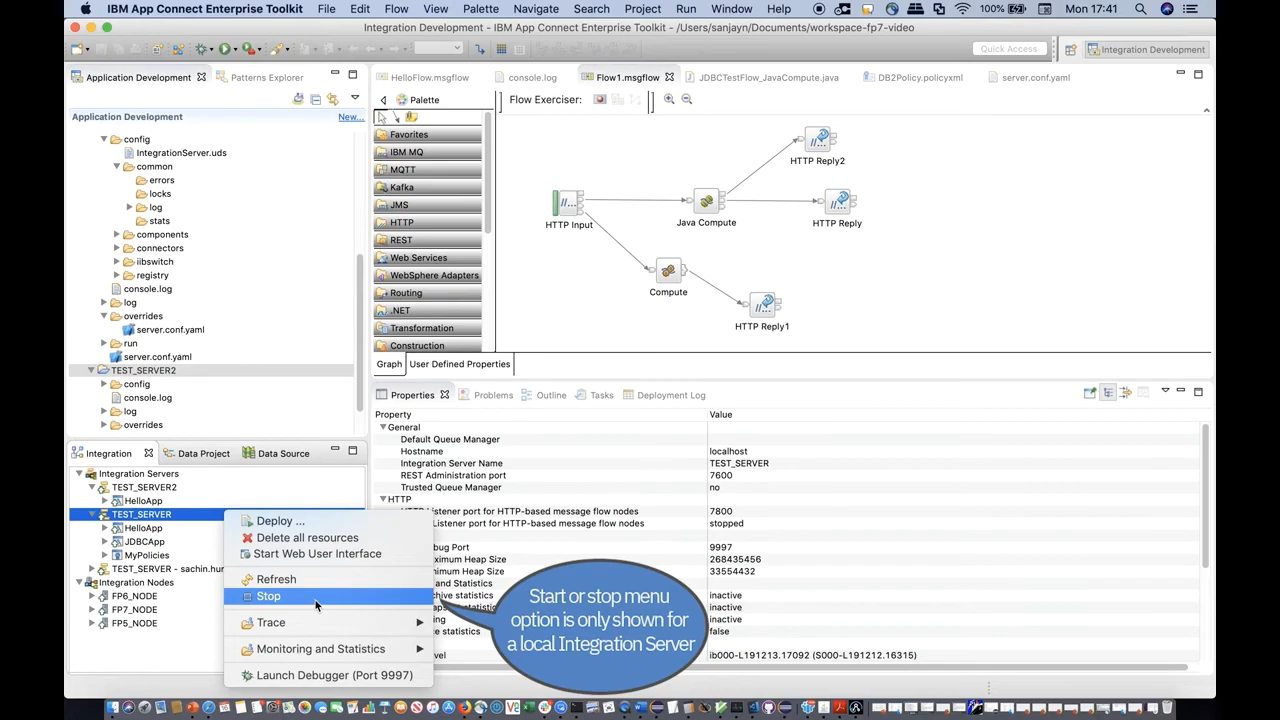 IBM App Connect Enterprise Toolkit File Edit Flow Palette Navigate Search Project Run Window Help 100% Mon 17:41
Integration Development - IBM App Connect Enterprise Toolkit - /Users/sanjayn/Documents/workspace-fp7-video
Quick Access Integration Development
Application Development Patterns Explorer
Application Development New...
config
IntegrationServer.uds
common
errors
locks
log
stats
components
connectors
iibswitch
registry
console.log
log
overrides
server.conf.yaml
run
server.conf.yaml
TEST_SERVER2
config
console.log
log
overrides
HelloFlow.msgflow console.log Flow1.msgflow JDBCTestFlow_JavaCompute.java DB2Policy.policyxml server.conf.yaml
Palette Flow Exerciser:
Favorites
IBM MQ
MQTT
Kafka
JMS
HTTP
REST
Web Services
WebSphere Adapters
Routing
.NET
Transformation
Construction
HTTP Reply2
HTTP Input
Java Compute
HTTP Reply
Compute
HTTP Reply1
Graph User Defined Properties
Integration Data Project Data Source
Integration Servers
TEST_SERVER2
HelloApp
TEST_SERVER
HelloApp
JDBCApp
MyPolicies
TEST_SERVER - sachin.hur
Integration Nodes
FP6_NODE
FP7_NODE
FP5_NODE
Deploy ...
Delete all resources
Start Web User Interface
Refresh
Stop
Trace
Monitoring and Statistics
Launch Debugger (Port 9997)
Properties Problems Outline Tasks Deployment Log
Property Value
General
Default Queue Manager
Hostname localhost
Integration Server Name TEST_SERVER
REST Administration port 7600
Trusted Queue Manager no
HTTP
Listener port for HTTP-based message flow nodes 7800
Listener port for HTTP-based message flow nodes stopped
bug Port 9997
ximum Heap Size 268435456
ximum Heap Size 33554432
and Statistics
chive statistics inactive
inactive
inactive
e statistics false
ib000-L191213.17092 (S000-L191212.16315)
Start or stop menu
option is only shown for
a local Integration Server